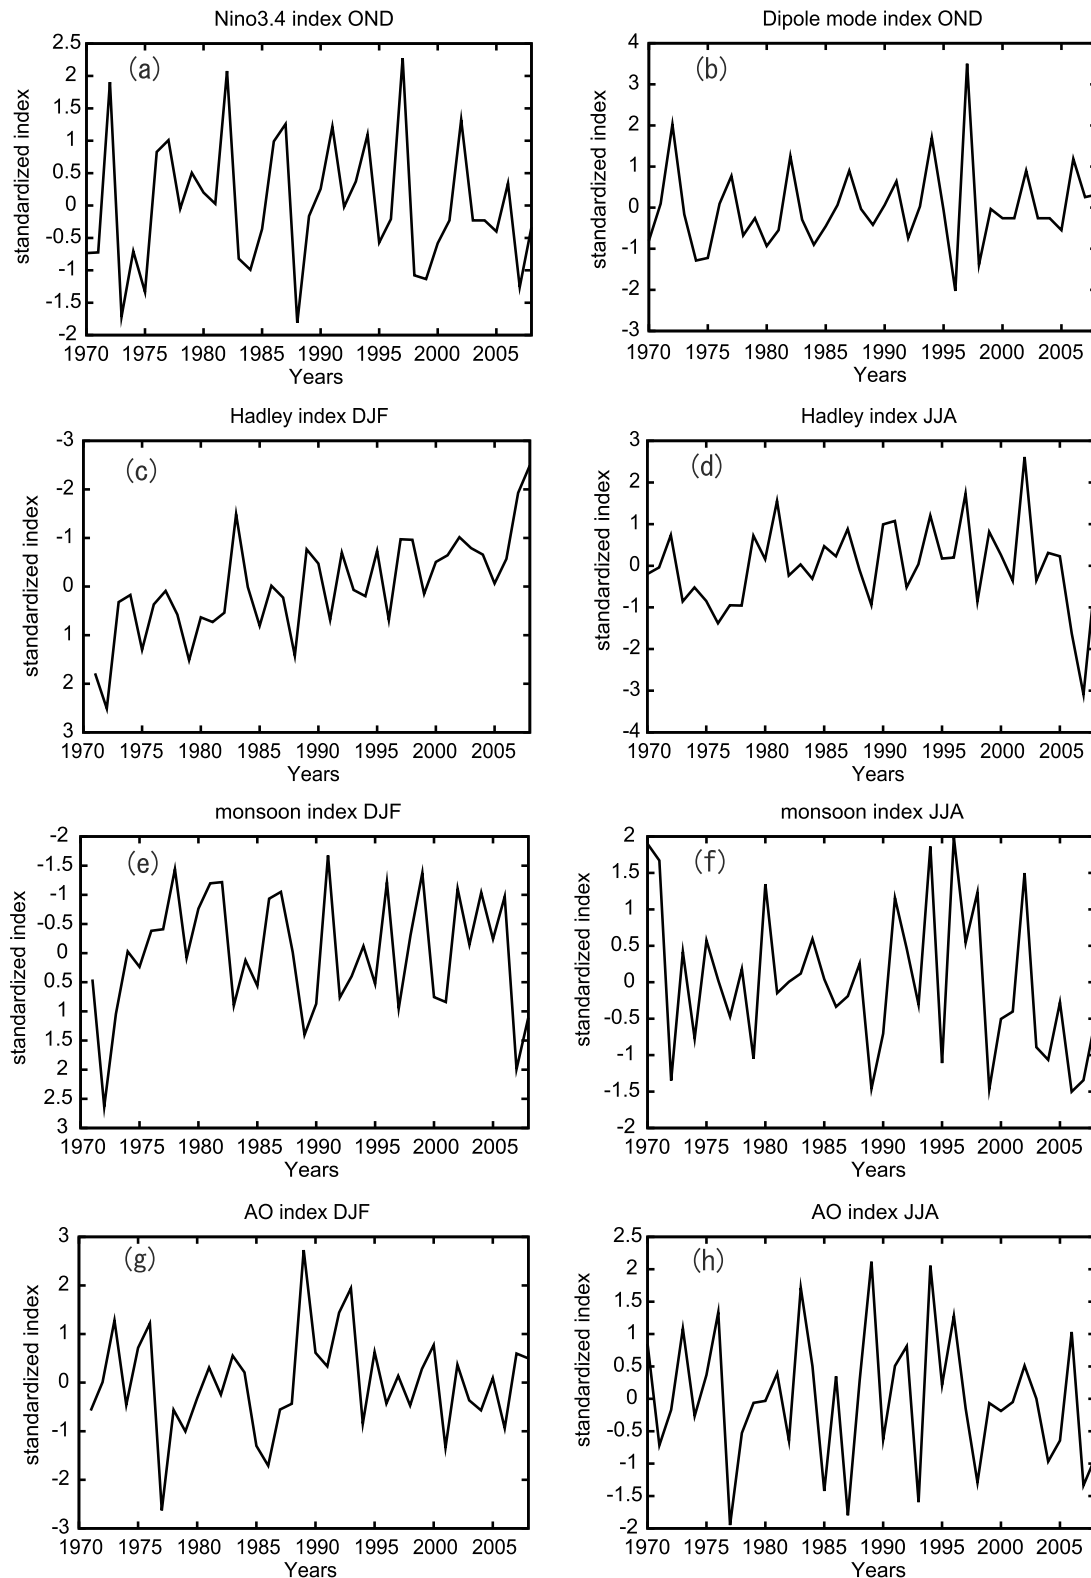 Nino3.4 index OND
2.5
2
1.5
1
0.5
0
-0.5
-1
-1.5
-2
standardized index
(a)
1970 1975 1980 1985 1990 1995 2000 2005
Years
Dipole mode index OND
4
3
2
1
0
-1
-2
-3
standardized index
(b)
1970 1975 1980 1985 1990 1995 2000 2005
Years
Hadley index DJF
-3
-2
-1
0
1
2
3
standardized index
(c)
1970 1975 1980 1985 1990 1995 2000 2005
Years
Hadley index JJA
3
2
1
0
-1
-2
-3
-4
standardized index
(d)
1970 1975 1980 1985 1990 1995 2000 2005
Years
monsoon index DJF
-2
-1.5
-1
-0.5
0
0.5
1
1.5
2
2.5
3
standardized index
(e)
1970 1975 1980 1985 1990 1995 2000 2005
Years
monsoon index JJA
2
1.5
1
0.5
0
-0.5
-1
-1.5
-2
standardized index
(f)
1970 1975 1980 1985 1990 1995 2000 2005
Years
AO index DJF
3
2
1
0
-1
-2
-3
standardized index
(g)
1970 1975 1980 1985 1990 1995 2000 2005
Years
AO index JJA
2.5
2
1.5
1
0.5
0
-0.5
-1
-1.5
-2
standardized index
(h)
1970 1975 1980 1985 1990 1995 2000 2005
Years